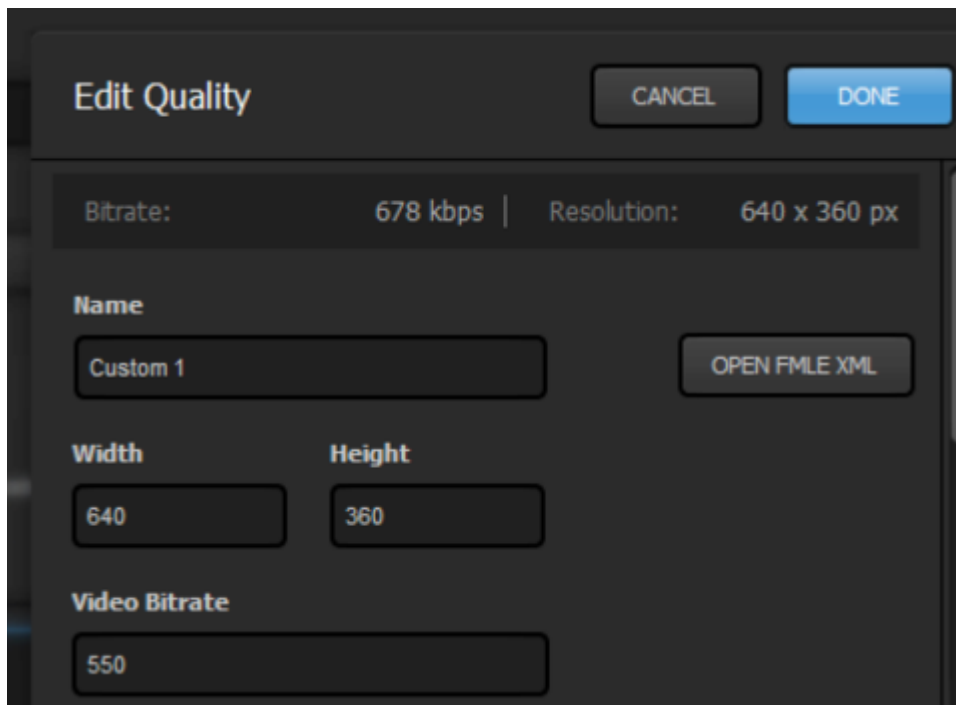 Edit Quality CANCEL DONE
Bitrate: 678 kbps | Resolution: 640 x 360 px
Name
Custom 1 OPEN FMLE XML
Width Height
640 360
Video Bitrate
550